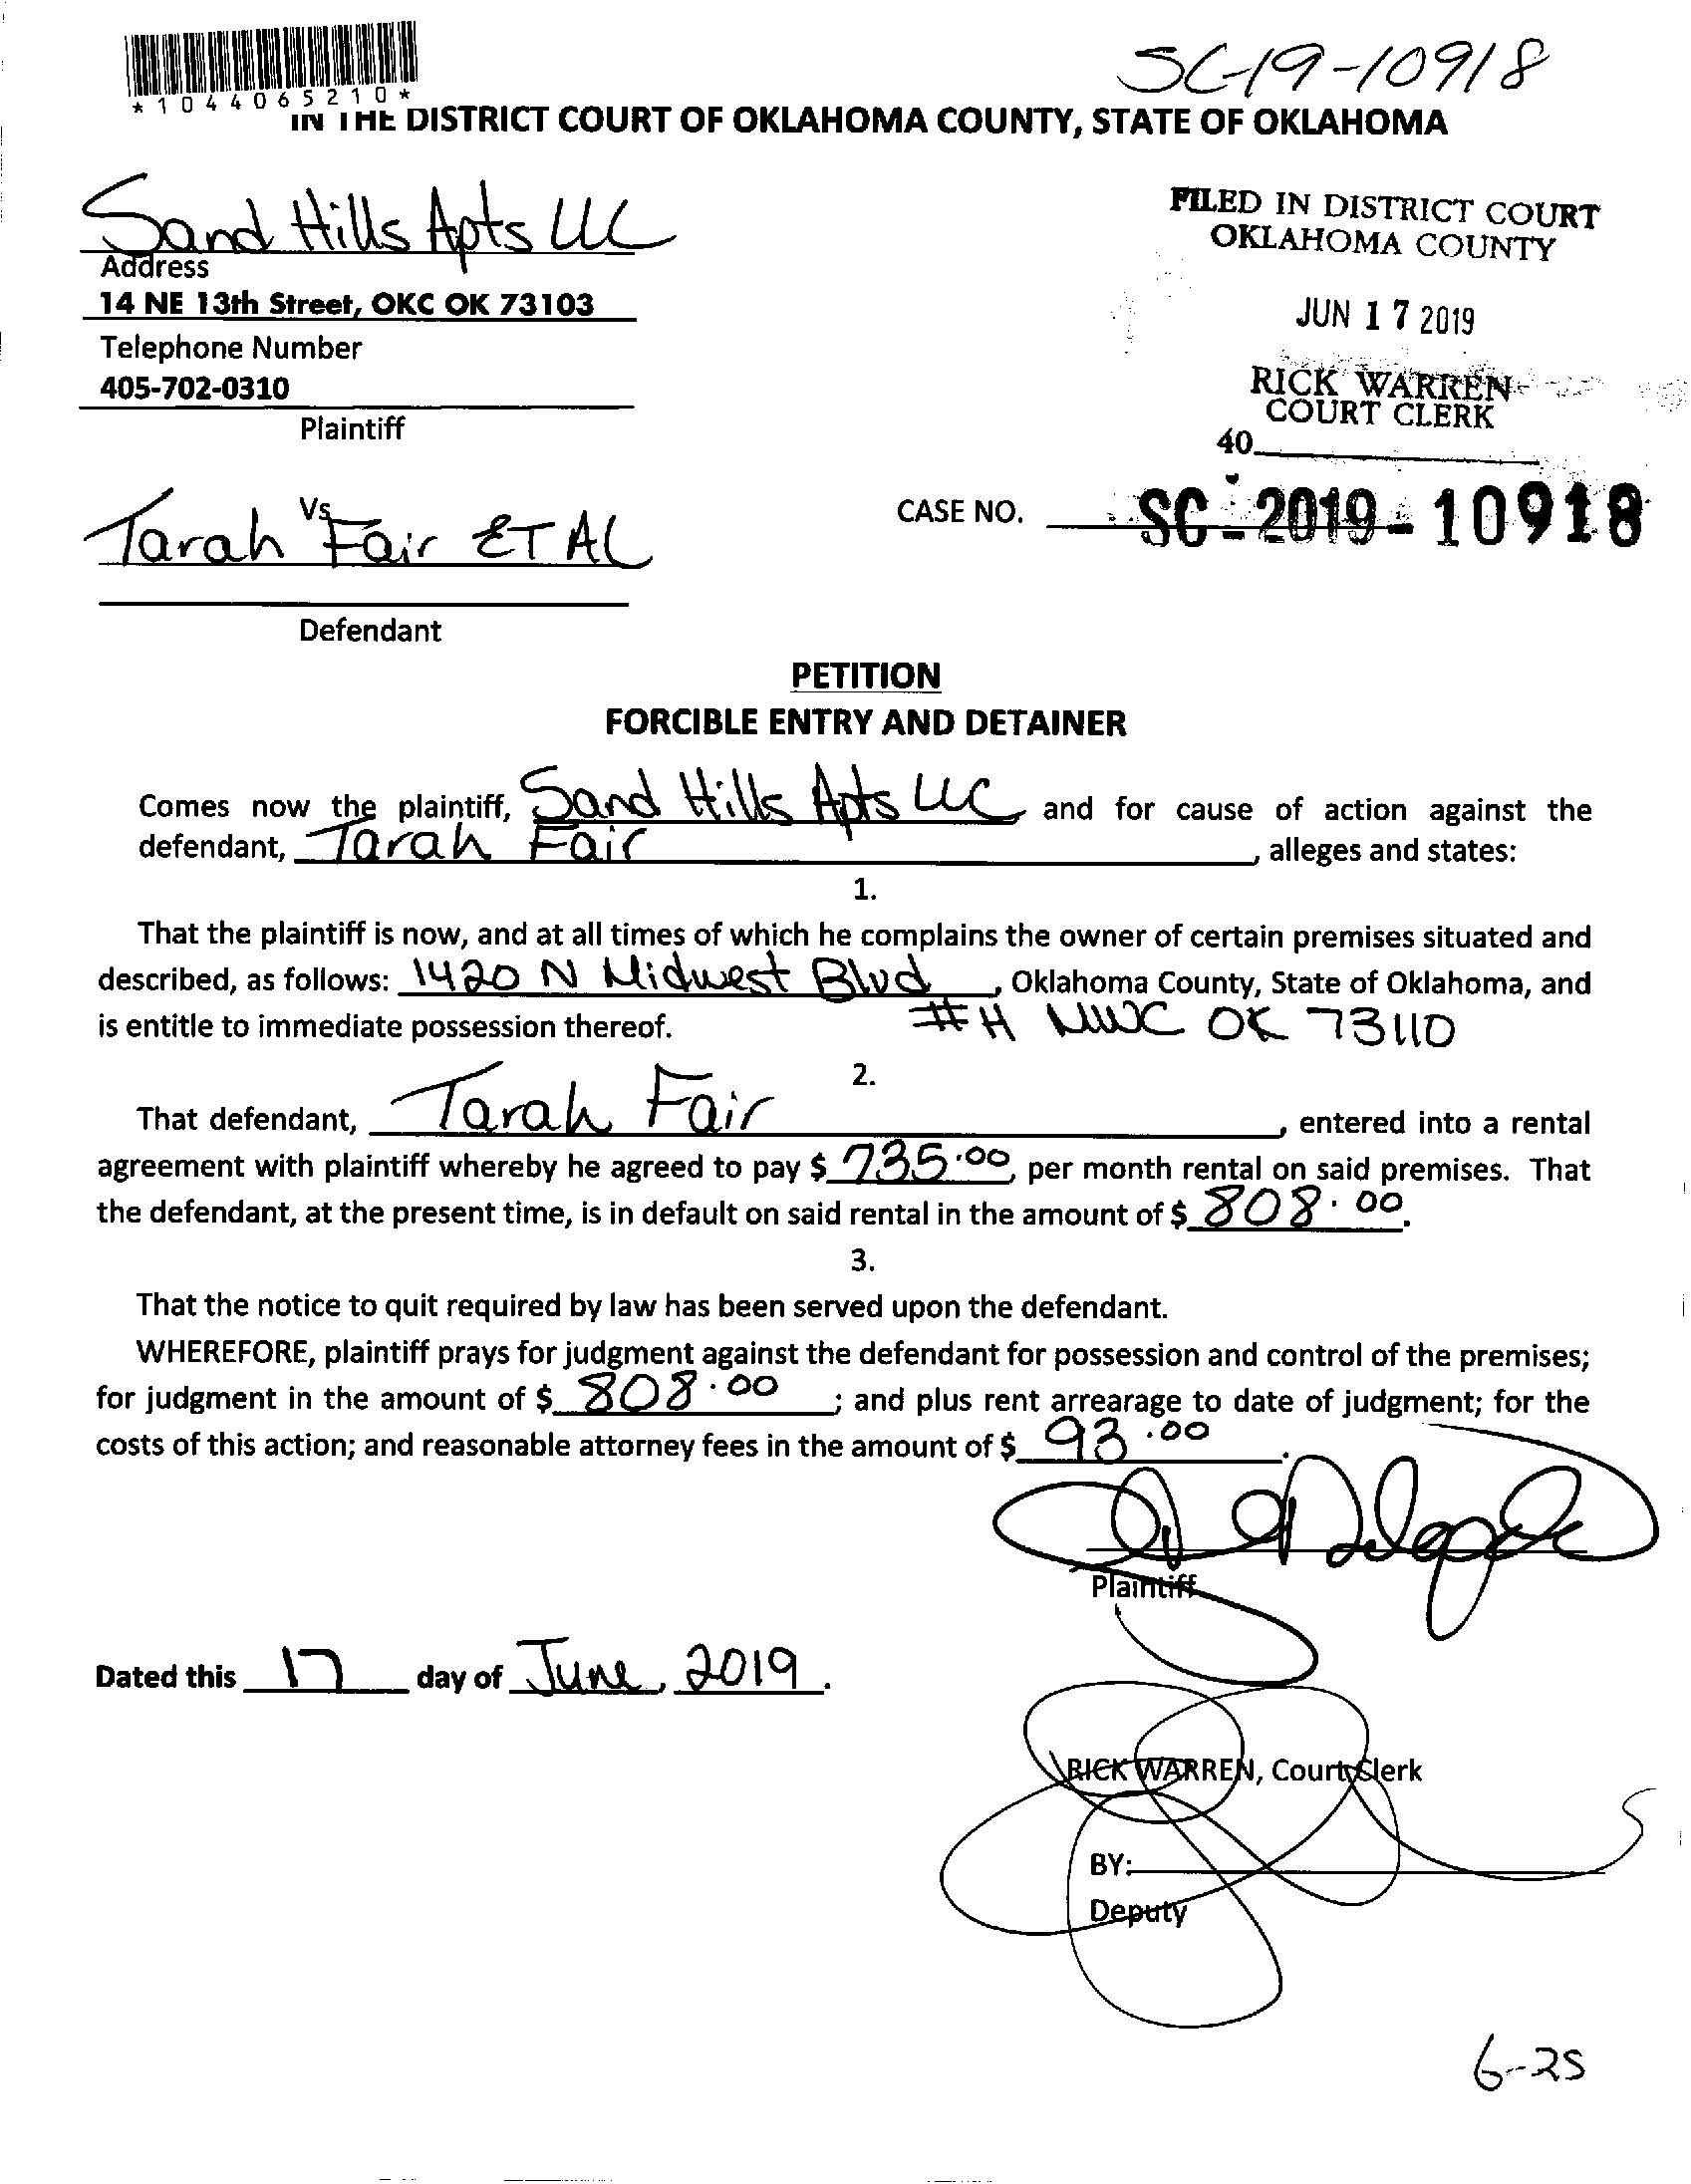 SC-19-10918
*1044065210*
IN THE DISTRICT COURT OF OKLAHOMA COUNTY, STATE OF OKLAHOMA
Sand Hills Apts LLC
Address
14 NE 13th Street, OKC OK 73103
Telephone Number
405-702-0310
Plaintiff
FILED IN DISTRICT COURT
OKLAHOMA COUNTY
JUN 17 2019
RICK WARREN
COURT CLERK
40
Vs
Tarah Fair ET AL
Defendant
CASE NO. SC-2019-10918
PETITION
FORCIBLE ENTRY AND DETAINER
Comes now the plaintiff, Sand Hills Apts LLC and for cause of action against the
defendant, Tarah Fair, alleges and states:
1.
That the plaintiff is now, and at all times of which he complains the owner of certain premises situated and
described, as follows: 1420 N Midwest Blvd, Oklahoma County, State of Oklahoma, and
is entitle to immediate possession thereof. #H MWC OK 73110
2.
That defendant, Tarah Fair, entered into a rental
agreement with plaintiff whereby he agreed to pay $ 735.00, per month rental on said premises. That
the defendant, at the present time, is in default on said rental in the amount of $ 808.00.
3.
That the notice to quit required by law has been served upon the defendant.
WHEREFORE, plaintiff prays for judgment against the defendant for possession and control of the premises;
for judgment in the amount of $ 808.00; and plus rent arrearage to date of judgment; for the
costs of this action; and reasonable attorney fees in the amount of $ 93.00.
Plaintiff
Dated this 17 day of June, 2019.
RICK WARREN, Court Clerk
BY:
Deputy
6-25